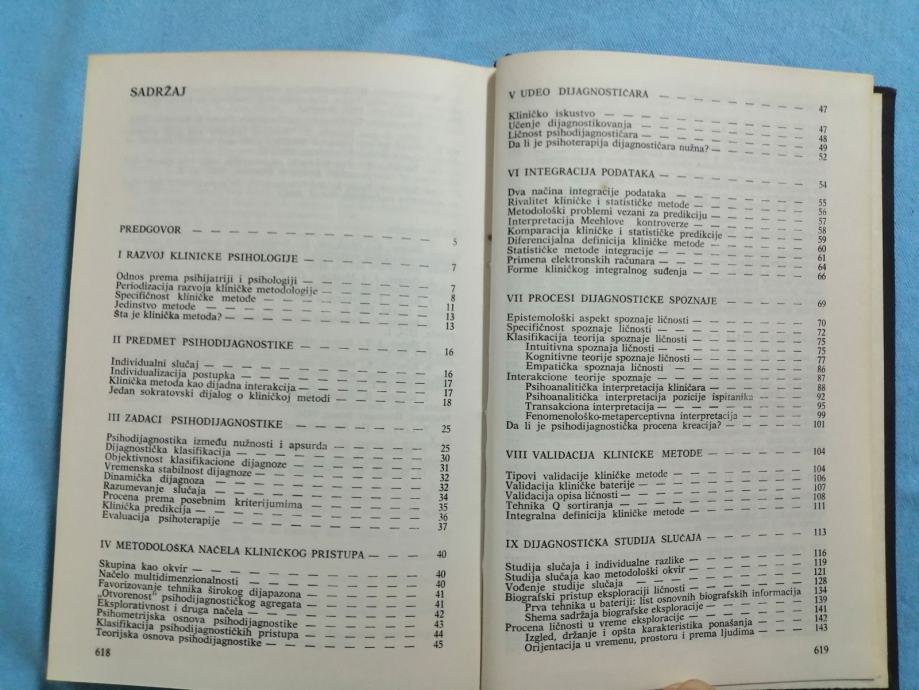 SADRŽAJ
PREDGOVOR — — — — — — — — — — — 5
I RAZVOJ KLINIČKE PSIHOLOGIJE — — — — — — 7
Odnos prema psihijatriji i psihologiji — — — — — — 7
Periodizacija razvoja kliničke metodologije — — — — — 8
Specifičnost kliničke metode — — — — — — — 11
Jedinstvo metode — — — — — — — — — 13
Šta je klinička metoda? — — — — — — — — 13
II PREDMET PSIHODIJAGNOSTIKE — — — — — — 16
Individualni slučaj — — — — — — — — — 16
Individualizacija postupka — — — — — — — — 17
Klinička metoda kao dijadna interakcija — — — — — — 17
Jedan sokratovski dijalog o kliničkoj metodi — — — — — 18
III ZADACI PSIHODIJAGNOSTIKE — — — — — — 25
Psihodijagnostika između nužnosti i apsurda — — — — — 25
Dijagnostička klasifikacija — — — — — — — — 30
Objektivnost klasifikacione dijagnoze — — — — — — 31
Vremenska stabilnost dijagnoze — — — — — — — 32
Dinamička dijagnoza — — — — — — — — 32
Razumevanje slučaja — — — — — — — — 34
Procena prema posebnim kriterijumima — — — — — — 35
Klinička predikcija — — — — — — — — — 36
Evaluacija psihoterapije — — — — — — — — 37
IV METODOLOŠKA NAČELA KLINIČKOG PRISTUPA — — — 40
Skupina kao okvir — — — — — — — — — 40
Načelo multidimenzionalnosti — — — — — — — 40
Favorizovanje tehnika širokog dijapazona — — — — — 41
„Otvorenost" psihodijagnostičkog agregata — — — — — 41
Eksplorativnost i druga načela — — — — — — — 42
Psihometrijska osnova psihodijagnostike — — — — — — 43
Klasifikacija psihodijagnostičkih pristupa — — — — — — 44
Teorijska osnova psihodijagnostike — — — — — — — 45
618
V UDEO DIJAGNOSTIČARA — — — — — — — — 47
Kliničko iskustvo — — — — — — — — — 47
Učenje dijagnostikovanja — — — — — — — — 48
Ličnost psihodijagnostičara — — — — — — — — 49
Da li je psihoterapija dijagnostičara nužna? — — — — — 52
VI INTEGRACIJA PODATAKA — — — — — — — 54
Dva načina integracije podataka — — — — — — — 55
Rivalitet kliničke i statističke metode — — — — — — 56
Metodološki problemi vezani za predikciju — — — — — 57
Interpretacija Meehlove kontroverze — — — — — — 58
Komparacija kliničke i statističke predikcije — — — — — 59
Diferencijalna definicija kliničke metode — — — — — 60
Statističke metode integracije — — — — — — — 61
Primena elektronskih računara — — — — — — — 64
Forme kliničkog integralnog suđenja — — — — — — 66
VII PROCESI DIJAGNOSTIČKE SPOZNAJE — — — — — 69
Epistemološki aspekt spoznaje ličnosti — — — — — — 70
Specifičnost spoznaje ličnosti — — — — — — — 72
Klasifikacija teorija spoznaje ličnosti — — — — — — 75
Intuitivna spoznaja ličnosti — — — — — — — 75
Kognitivne teorije spoznaje ličnosti — — — — — — 77
Empatička spoznaja ličnosti — — — — — — — 86
Interakcione teorije spoznaje — — — — — — — 87
Psihoanalitička interpretacija kliničara — — — — — 88
Psihoanalitička interpretacija pozicije ispitanika — — — 92
Transakciona interpretacija — — — — — — — 95
Fenomenološko-metaperceptivna interpretacija — — — — 99
Da li je psihodijagnostička procena kreacija? — — — — — 101
VIII VALIDACIJA KLINIČKE METODE — — — — — — 104
Tipovi validacije kliničke metode — — — — — — — 104
Validacija kliničke baterije — — — — — — — — 106
Validacija opisa ličnosti — — — — — — — — 107
Tehnika Q sortiranja — — — — — — — — — 108
Integralna definicija kliničke metode — — — — — — 111
IX DIJAGNOSTIČKA STUDIJA SLUČAJA — — — — — 113
Studija slučaja i individualne razlike — — — — — — 116
Studija slučaja kao metodološki okvir — — — — — — 119
Vođenje studije slučaja — — — — — — — — 121
Biografski pristup eksploraciji ličnosti — — — — — — 128
Prva tehnika u bateriji: list osnovnih biografskih informacija 134
Shema sadržaja biografske eksploracije — — — — — 139
Procena ličnosti u vreme eksploracije — — — — — — 141
Izgled, držanje i opšta karakteristika ponašanja — — — — 142
Orijentacija u vremenu, prostoru i prema ljudima — — — 143
619